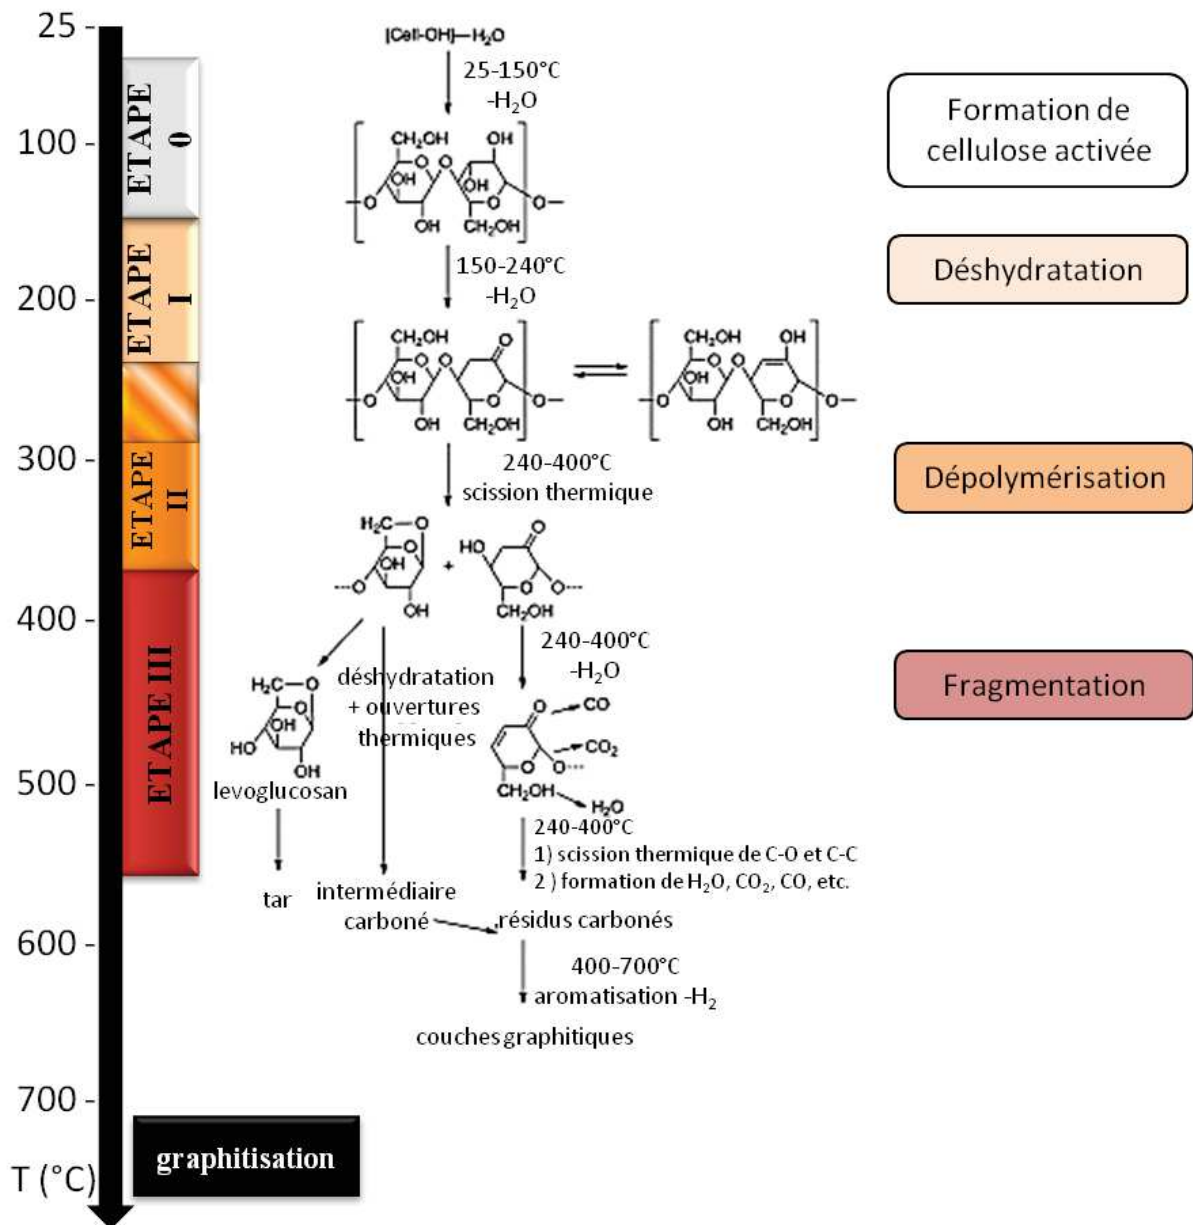 25 -
100 -
200 -
300 -
400 -
500 -
600 -
700 -
T (°C)
ETAPE
0
ETAPE
I
ETAPE
II
ETAPE III
graphitisation
[Cell-OH]—H₂O
25-150°C
-H₂O
CH₂OH
OH
O
OH
O
OH
O
O
O
OH
CH₂OH
150-240°C
-H₂O
CH₂OH
O
O
OH
O
O
O
O
OH
CH₂OH
CH₂OH
OH
O
O
OH
O
O
O
OH
CH₂OH
240-400°C
scission thermique
H₂C—O
O
OH
O
OH
+
O
HO
O
O
CH₂OH
240-400°C
-H₂O
H₂C—O
O
OH
HO
OH
levoglucosan
tar
déshydratation
+ ouvertures
thermiques
intermédiaire
carboné
O
CO
CO₂
O
O
CH₂OH
H₂O
240-400°C
1) scission thermique de C-O et C-C
2 ) formation de H₂O, CO₂, CO, etc.
résidus carbonés
400-700°C
aromatisation -H₂
couches graphitiques
Formation de
cellulose activée
Déshydratation
Dépolymérisation
Fragmentation